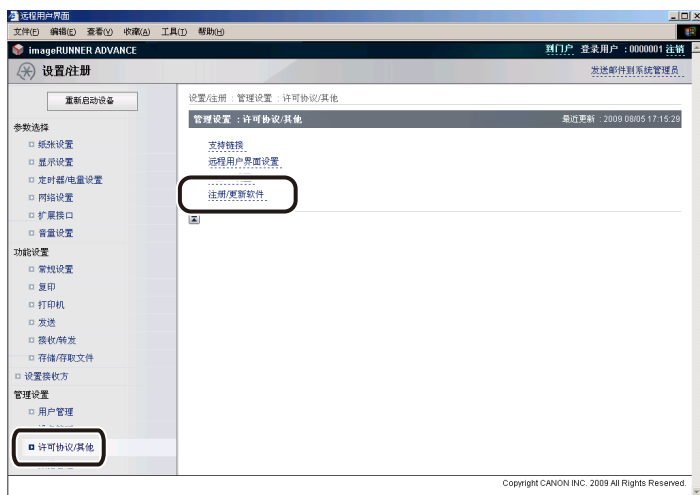 远程用户界面
文件(F) 编辑(E) 查看(V) 收藏(A) 工具(T) 帮助(H)
imageRUNNER ADVANCE
到门户 登录用户 : 0000001 注销
设置/注册
发送邮件到系统管理员
重新启动设备
参数选择
纸张设置
显示设置
定时器/电量设置
网络设置
扩展接口
音量设置
功能设置
常规设置
复印
打印机
发送
接收/转发
存储/存取文件
设置接收方
管理设置
用户管理
许可协议/其他
设置/注册 : 管理设置 : 许可协议/其他
管理设置 : 许可协议/其他
最近更新 : 2009 08/05 17:15:29
支持链接
远程用户界面设置
注册/更新软件
Copyright CANON INC. 2009 All Rights Reserved.